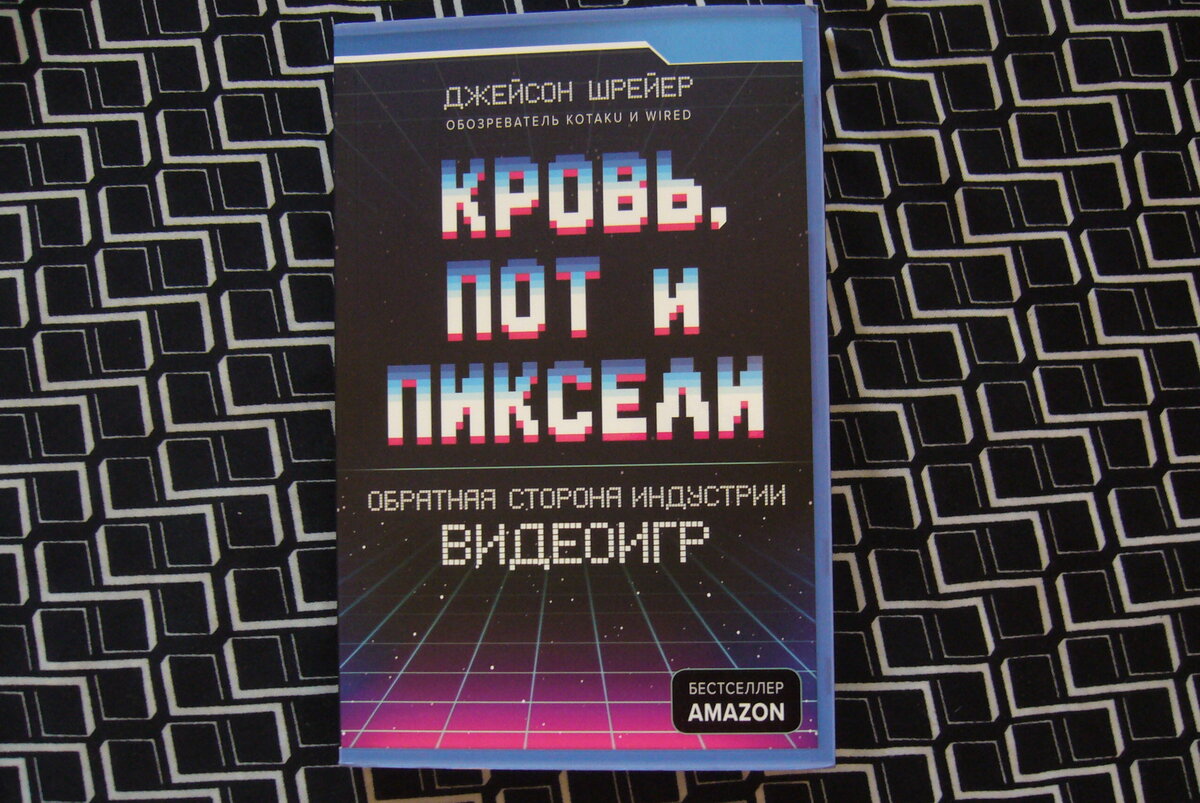 ДЖЕЙСОН ШРЕЙЕР
ОБОЗРЕВАТЕЛЬ KOTAKU И WIRED
КРОВЬ,
ПОТ И
ПИКСЕЛИ
ОБРАТНАЯ СТОРОНА ИНДУСТРИИ
ВИДЕОИГР
БЕСТСЕЛЛЕР
AMAZON